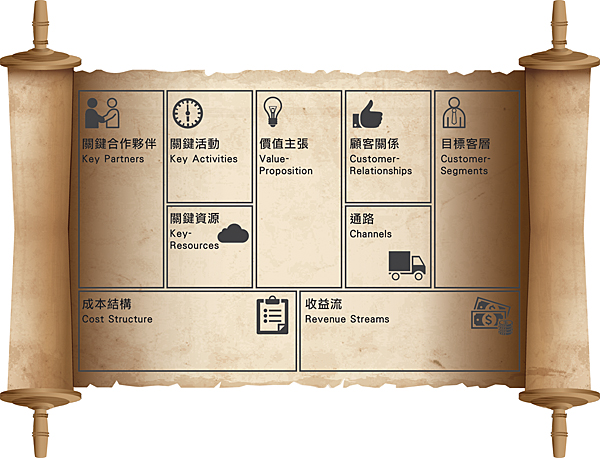 關鍵合作夥伴
Key Partners
關鍵活動
Key Activities
價值主張
Value-
Proposition
顧客關係
Customer-
Relationships
目標客層
Customer-
Segments
關鍵資源
Key-
Resources
通路
Channels
成本結構
Cost Structure
收益流
Revenue Streams